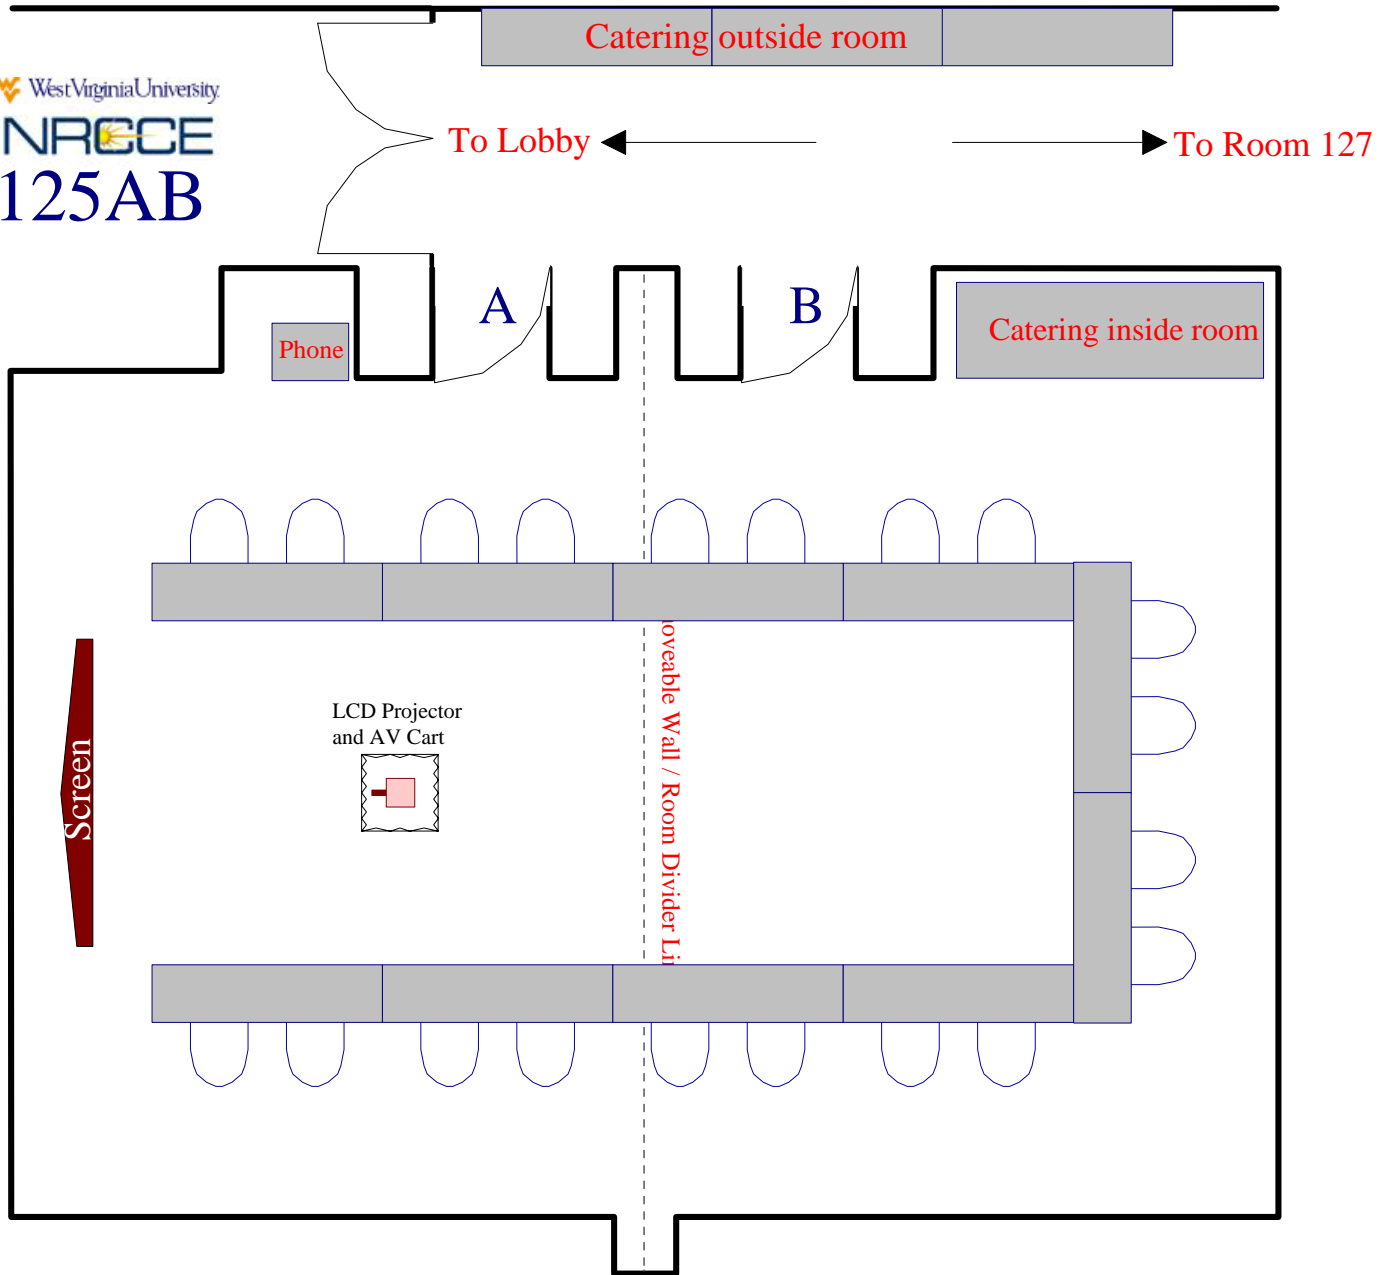 Catering outside room
West Virginia University
NRCCE
125AB
To Lobby
To Room 127
A
B
Phone
Catering inside room
LCD Projector
and AV Cart
Screen
oveable Wall / Room Divider Li